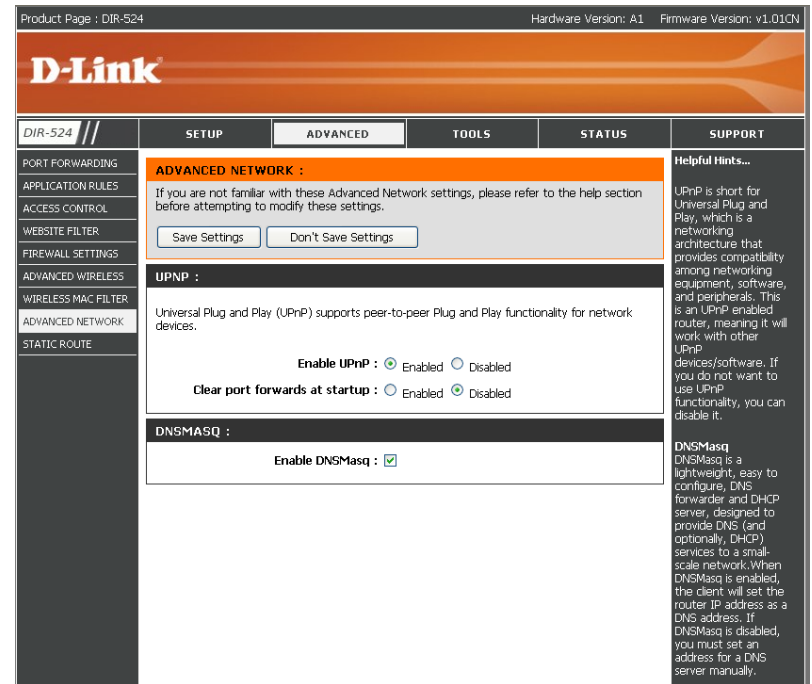 Product Page : DIR-524
Hardware Version: A1
Firmware Version: v1.01CN
D-Link
DIR-524
SETUP
ADVANCED
TOOLS
STATUS
SUPPORT
PORT FORWARDING
APPLICATION RULES
ACCESS CONTROL
WEBSITE FILTER
FIREWALL SETTINGS
ADVANCED WIRELESS
WIRELESS MAC FILTER
ADVANCED NETWORK
STATIC ROUTE
ADVANCED NETWORK :
If you are not familiar with these Advanced Network settings, please refer to the help section
before attempting to modify these settings.
Save Settings
Don't Save Settings
UPNP :
Universal Plug and Play (UPnP) supports peer-to-peer Plug and Play functionality for network
devices.
Enable UPnP : Enabled Disabled
Clear port forwards at startup : Enabled Disabled
DNSMASQ :
Enable DNSMasq :
Helpful Hints...
UPnP is short for
Universal Plug and
Play, which is a
networking
architecture that
provides compatibility
among networking
equipment, software,
and peripherals. This
is an UPnP enabled
router, meaning it will
work with other
UPnP
devices/software. If
you do not want to
use UPnP
functionality, you can
disable it.
DNSMasq
DNSMasq is a
lightweight, easy to
configure, DNS
forwarder and DHCP
server, designed to
provide DNS (and
optionally, DHCP)
services to a small-
scale network.When
DNSMasq is enabled,
the client will set the
router IP address as a
DNS address. If
DNSMasq is disabled,
you must set an
address for a DNS
server manually.